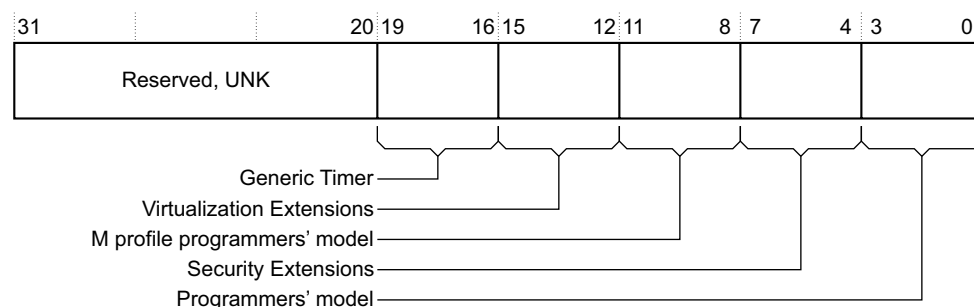 31 20 19 16 15 12 11 8 7 4 3 0
Reserved, UNK
Generic Timer
Virtualization Extensions
M profile programmers’ model
Security Extensions
Programmers’ model